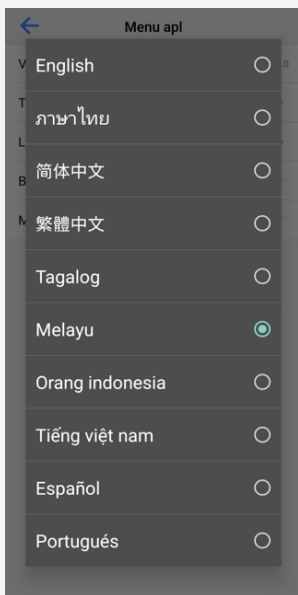 Menu apl
English
ภาษาไทย
简体中文
繁體中文
Tagalog
Melayu
Orang indonesia
Tiếng việt nam
Español
Portugués